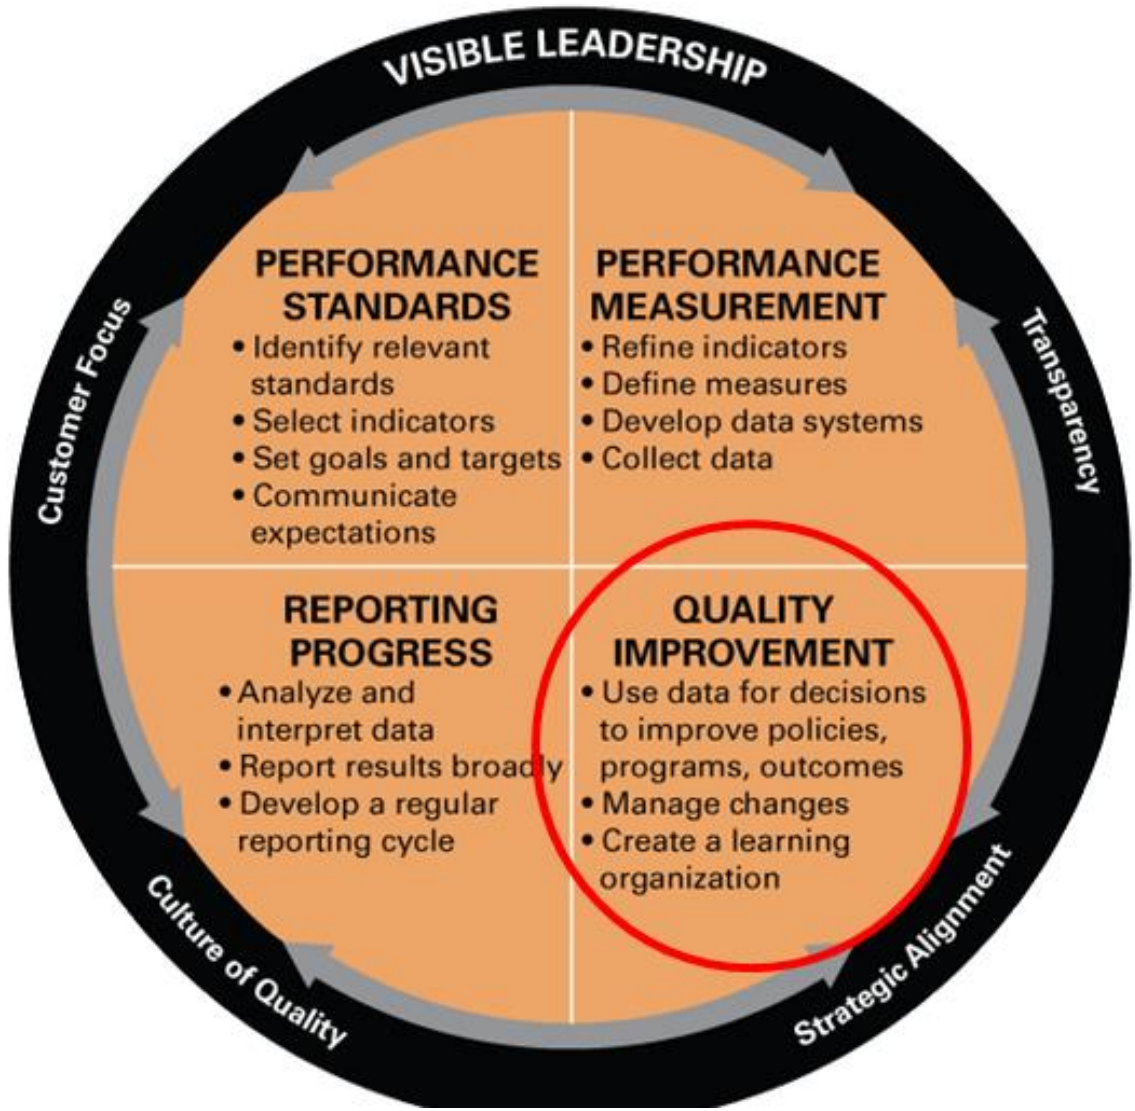 VISIBLE LEADERSHIP
Customer Focus
Transparency
PERFORMANCE
STANDARDS
• Identify relevant
standards
• Select indicators
• Set goals and targets
• Communicate
expectations
PERFORMANCE
MEASUREMENT
• Refine indicators
• Define measures
• Develop data systems
• Collect data
REPORTING
PROGRESS
• Analyze and
interpret data
• Report results broadly
• Develop a regular
reporting cycle
QUALITY
IMPROVEMENT
• Use data for decisions
to improve policies,
programs, outcomes
• Manage changes
• Create a learning
organization
Culture of Quality
Strategic Alignment